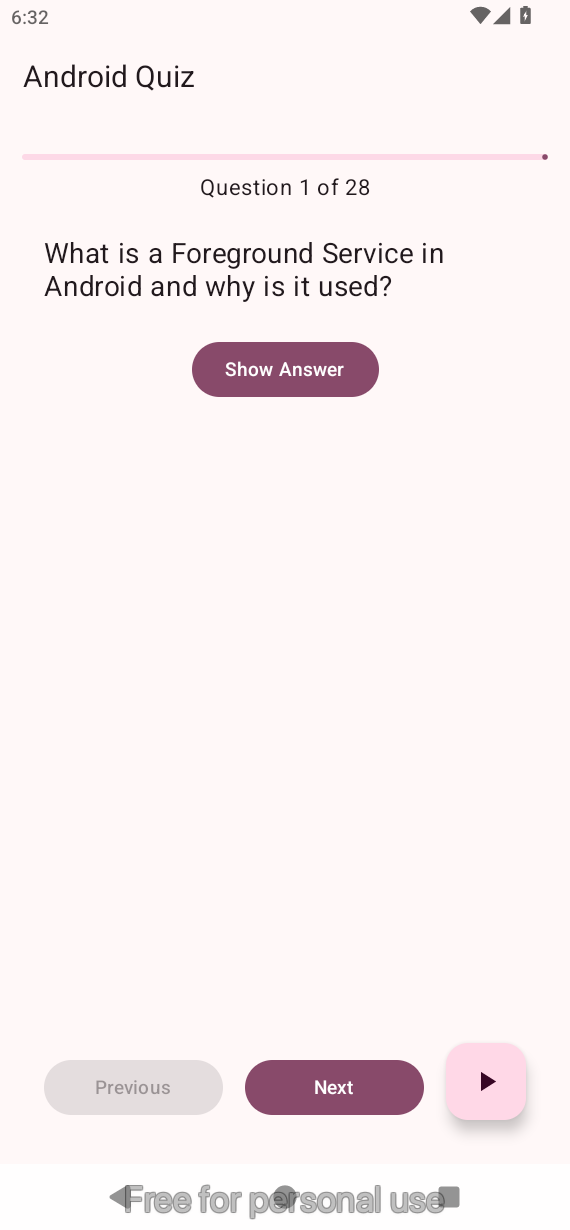 6:32
Android Quiz
Question 1 of 28
What is a Foreground Service in
Android and why is it used?
Show Answer
Previous
Next
Free for personal use